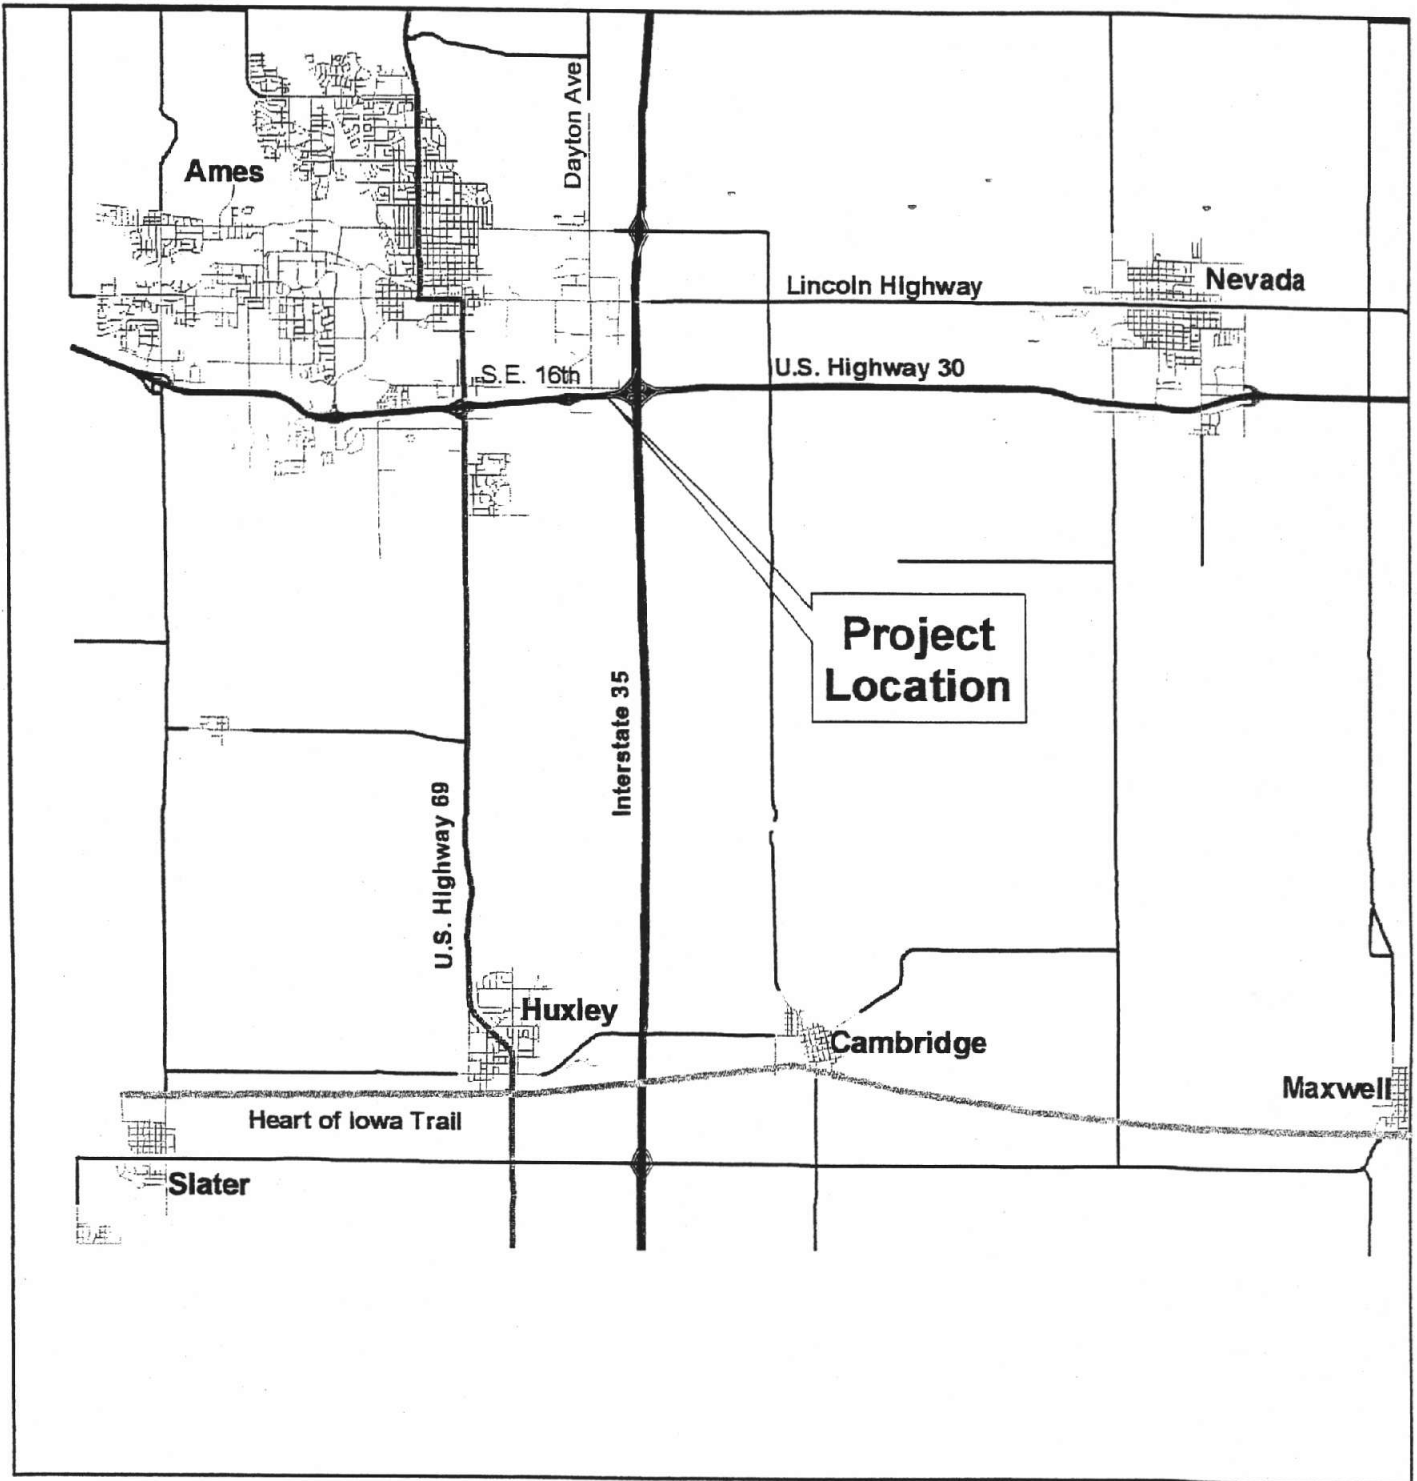 Dayton Ave
Ames
Lincoln Highway
Nevada
S.E. 16th
U.S. Highway 30
Project
Location
Interstate 35
U.S. Highway 69
Huxley
Cambridge
Maxwell
Heart of Iowa Trail
Slater